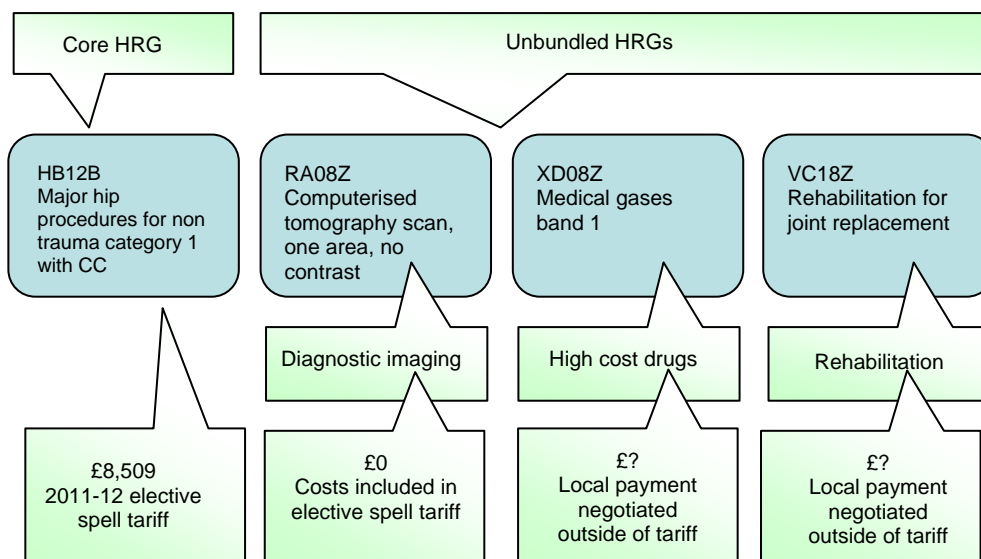 Core HRG
Unbundled HRGs
HB12B
Major hip
procedures for non
trauma category 1
with CC
RA08Z
Computerised
tomography scan,
one area, no
contrast
XD08Z
Medical gases
band 1
VC18Z
Rehabilitation for
joint replacement
Diagnostic imaging
High cost drugs
Rehabilitation
£8,509
2011-12 elective
spell tariff
£0
Costs included in
elective spell tariff
£?
Local payment
negotiated
outside of tariff
£?
Local payment
negotiated
outside of tariff